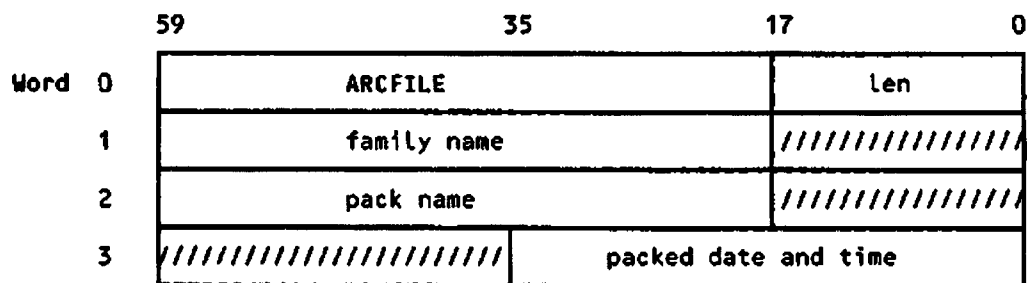 59 35 17 0
Word 0 ARCFILE len
1 family name /////////////////
2 pack name /////////////////
3 //////////////////////// packed date and time